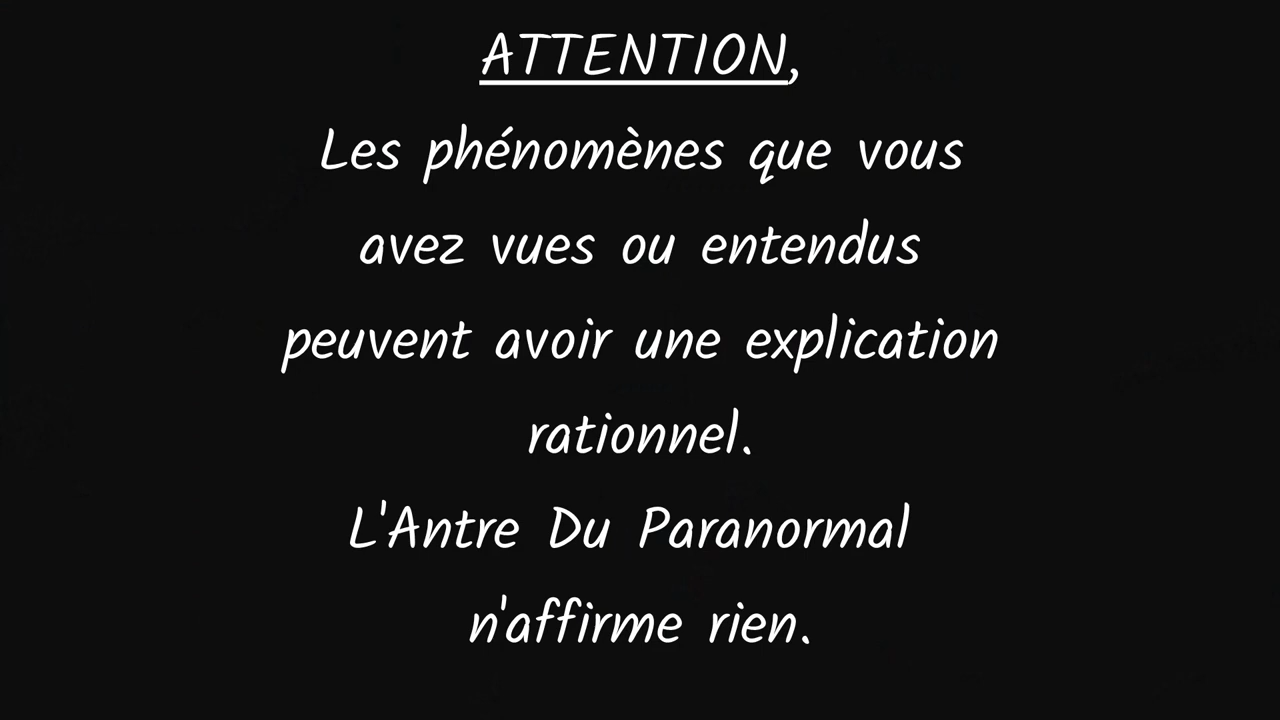 ATTENTION,
Les phénomènes que vous
avez vues ou entendus
peuvent avoir une explication
rationnel.
L'Antre Du Paranormal
n'affirme rien.